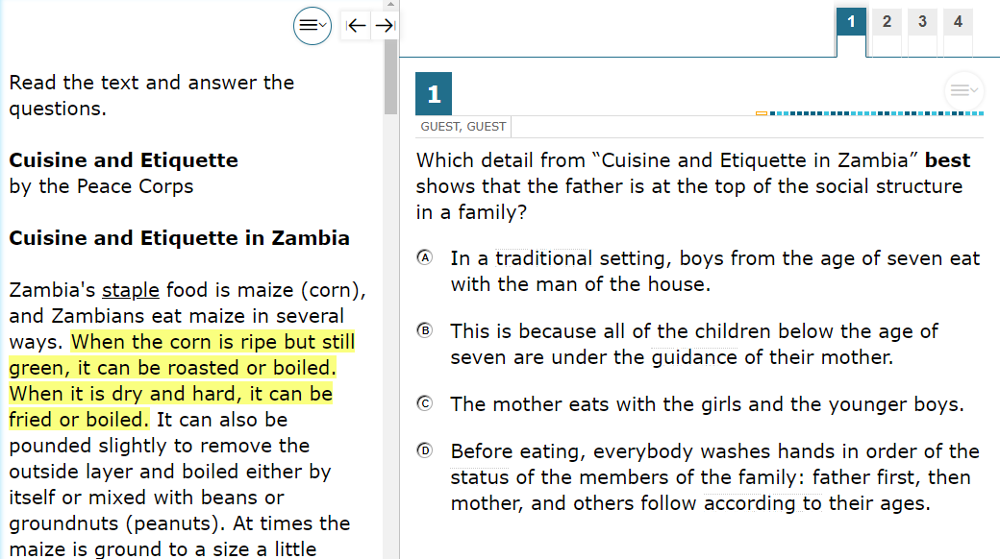 1 2 3 4
Read the text and answer the
questions.
Cuisine and Etiquette
by the Peace Corps
Cuisine and Etiquette in Zambia
Zambia's staple food is maize (corn),
and Zambians eat maize in several
ways. When the corn is ripe but still
green, it can be roasted or boiled.
When it is dry and hard, it can be
fried or boiled. It can also be
pounded slightly to remove the
outside layer and boiled either by
itself or mixed with beans or
groundnuts (peanuts). At times the
maize is ground to a size a little
1
GUEST, GUEST
Which detail from “Cuisine and Etiquette in Zambia” best
shows that the father is at the top of the social structure
in a family?
A In a traditional setting, boys from the age of seven eat
with the man of the house.
B This is because all of the children below the age of
seven are under the guidance of their mother.
C The mother eats with the girls and the younger boys.
D Before eating, everybody washes hands in order of the
status of the members of the family: father first, then
mother, and others follow according to their ages.